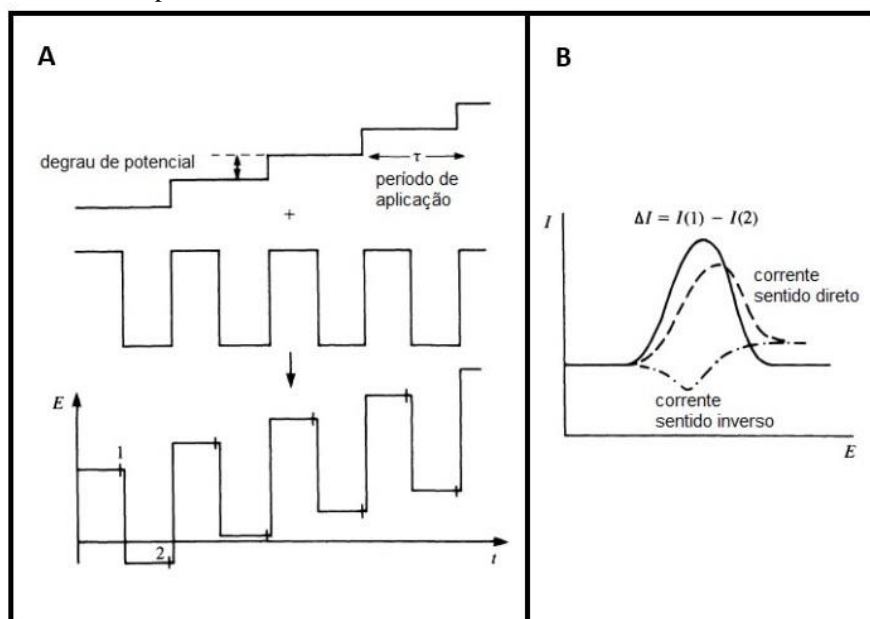 A
degrau de potencial
τ
período de
aplicação
+
E
1
2
t
B
I
ΔI = I(1) − I(2)
corrente
sentido direto
corrente
sentido inverso
E